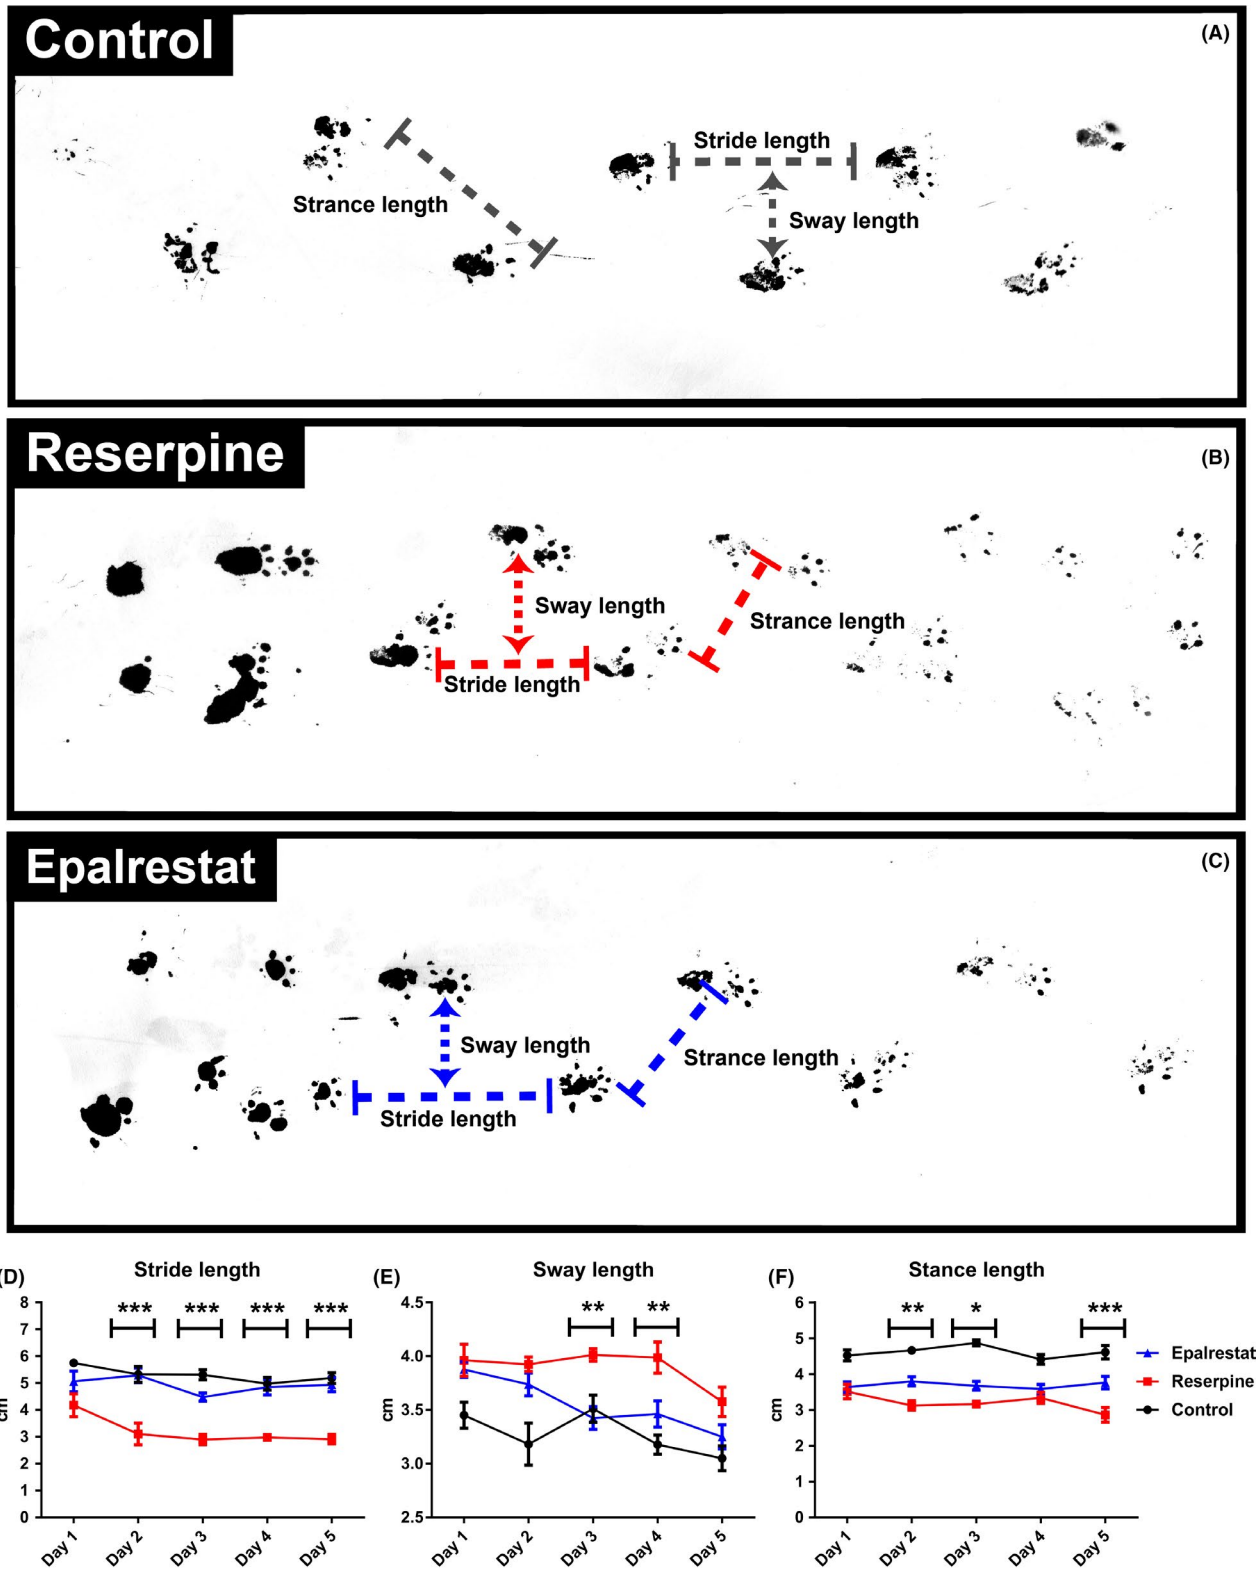 Control
(A)
Stride length
Strance length
Sway length
Reserpine
(B)
Sway length
Strance length
Stride length
Epalrestat
(C)
Sway length
Strance length
Stride length
(D) Stride length
8
7
6
5
4
3
2
1
0
cm
*** *** *** ***
Day 1 Day 2 Day 3 Day 4 Day 5
(E) Sway length
4.5
4.0
3.5
3.0
2.5
cm
** **
Day 1 Day 2 Day 3 Day 4 Day 5
(F) Stance length
6
5
4
3
2
1
0
cm
** * ***
Day 1 Day 2 Day 3 Day 4 Day 5
Epalrestat
Reserpine
Control